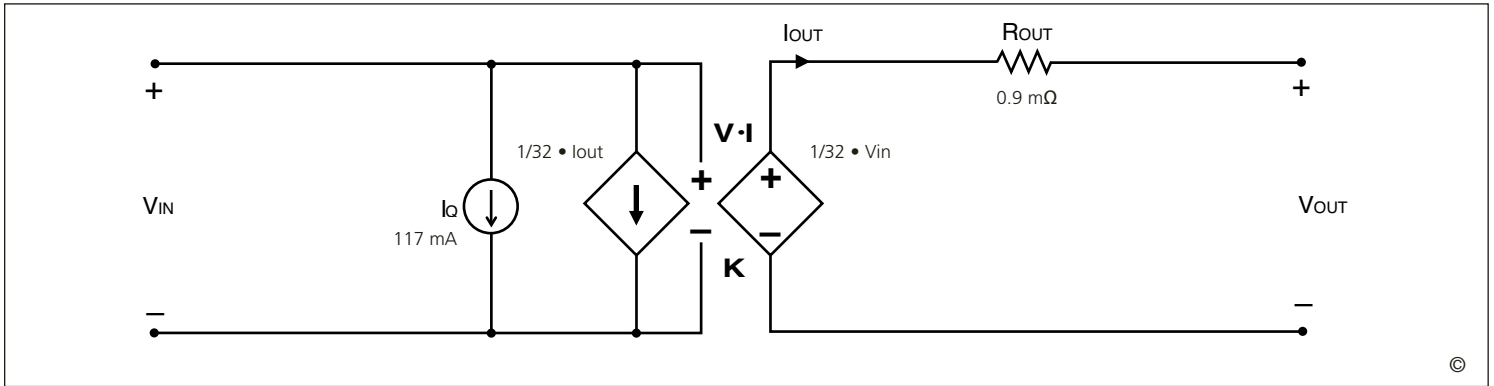 IOUT
ROUT
+
+
0.9 mΩ
V•I
1/32 • Iout
1/32 • Vin
+
+
VIN
IQ
VOUT
117 mA
–
–
K
–
–
©